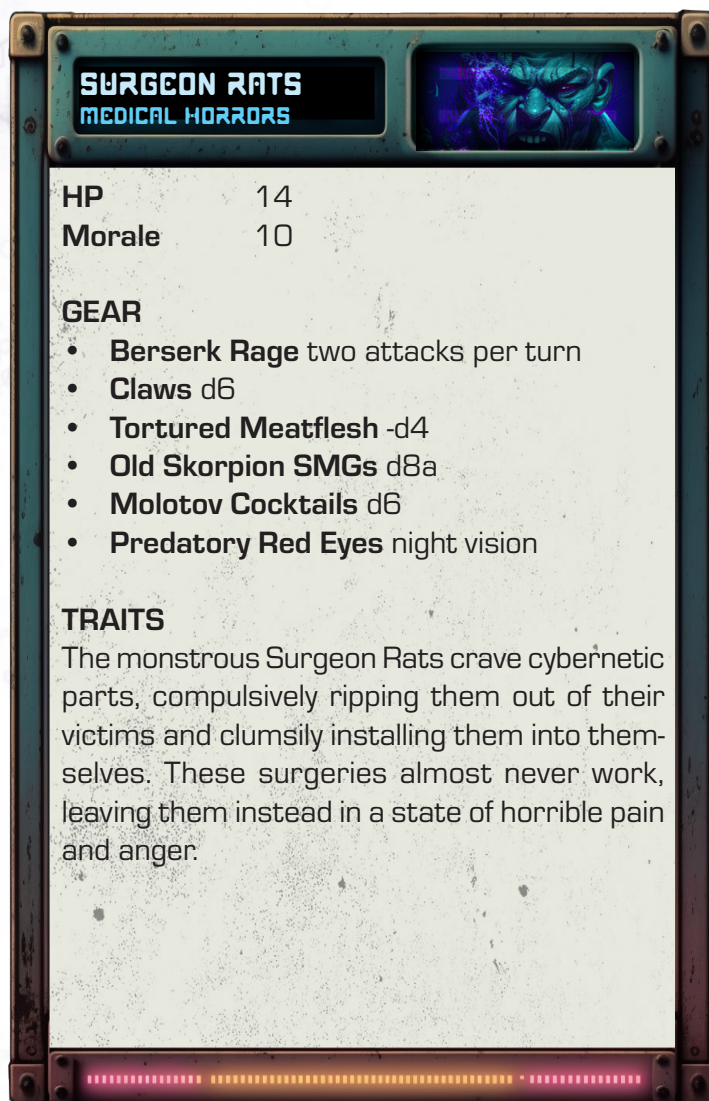 SURGEON RATS
MEDICAL HORRORS
HP 14
Morale 10
GEAR
• Berserk Rage two attacks per turn
• Claws d6
• Tortured Meatflesh -d4
• Old Skorpion SMGs d8a
• Molotov Cocktails d6
• Predatory Red Eyes night vision
TRAITS
The monstrous Surgeon Rats crave cybernetic
parts, compulsively ripping them out of their
victims and clumsily installing them into them-
selves. These surgeries almost never work,
leaving them instead in a state of horrible pain
and anger.